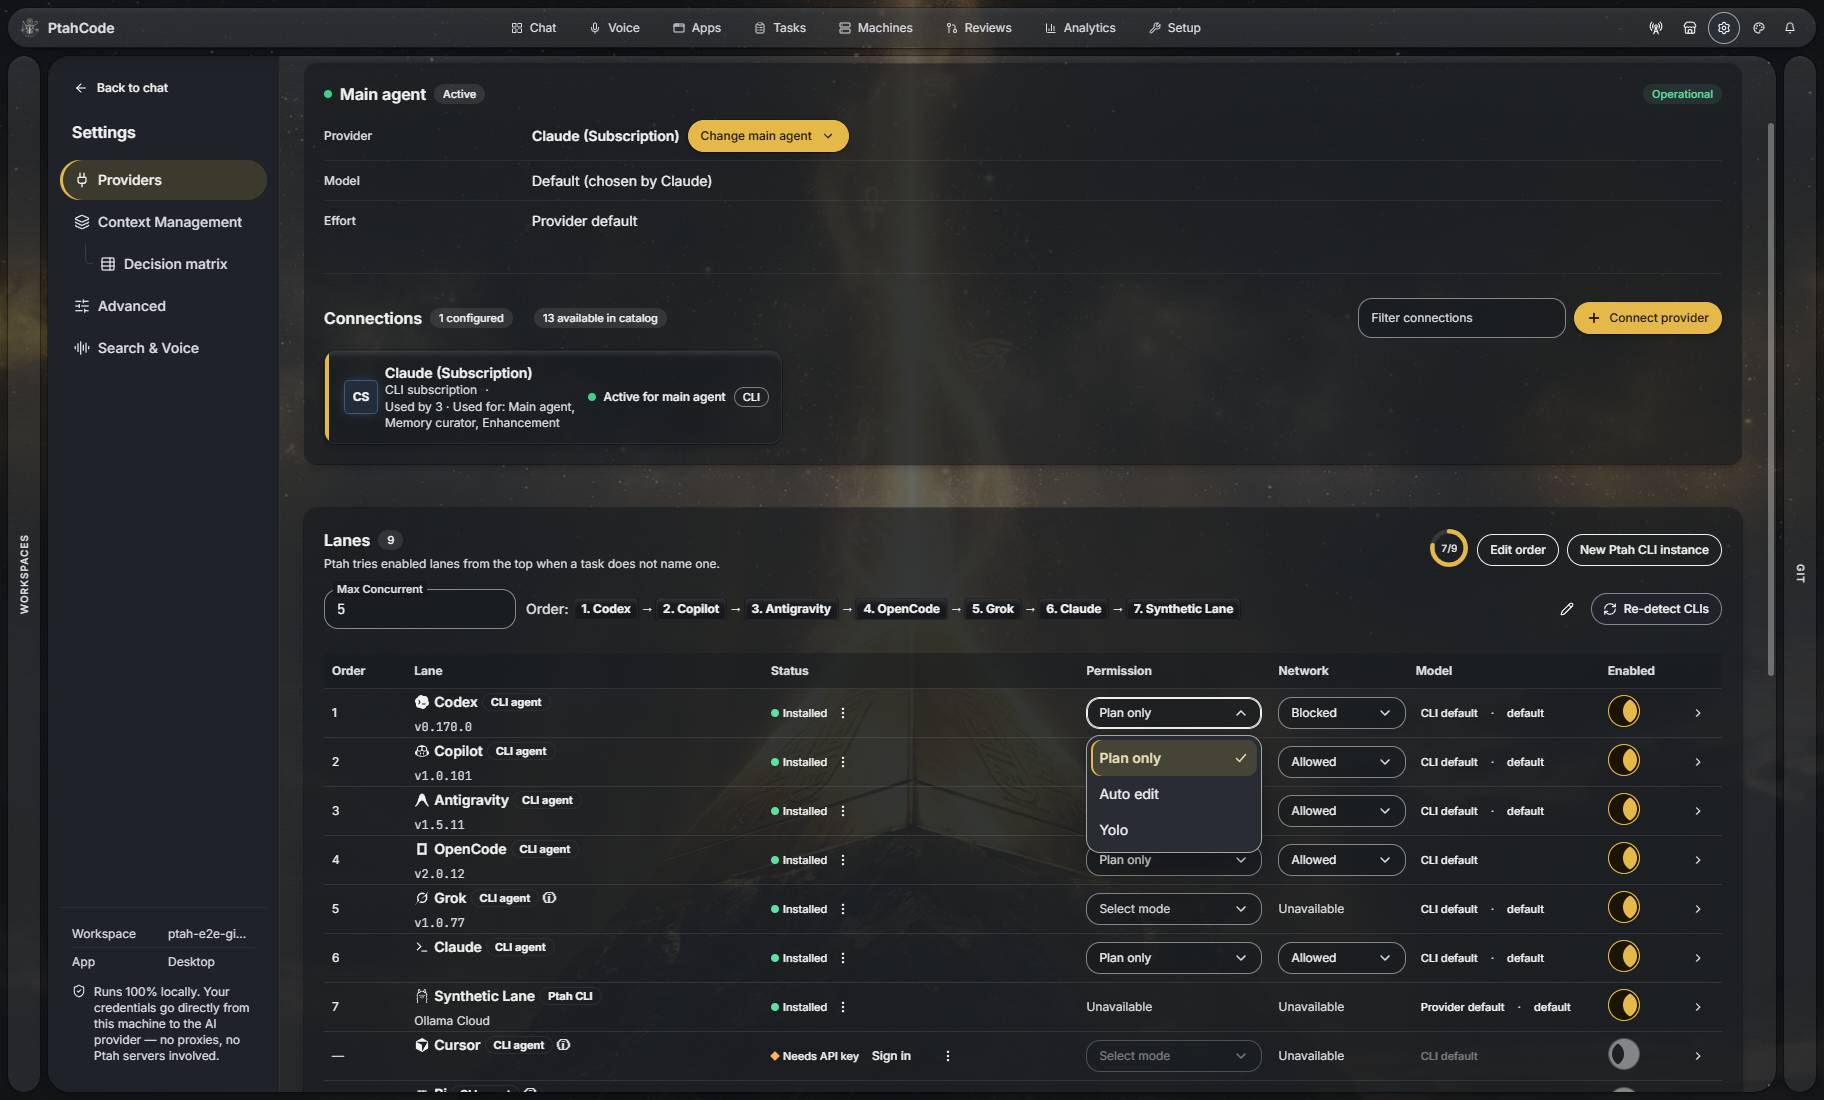 PtahCode
Chat
Voice
Apps
Tasks
Machines
Reviews
Analytics
Setup
Back to chat
Settings
Providers
Context Management
Decision matrix
Advanced
Search & Voice
Workspace ptah-e2e-gi...
App Desktop
Runs 100% locally. Your
credentials go directly from
this machine to the AI
provider — no proxies, no
Ptah servers involved.
WORKSPACES
Main agent Active Operational
Provider Claude (Subscription) Change main agent
Model Default (chosen by Claude)
Effort Provider default
Connections 1 configured 13 available in catalog Filter connections + Connect provider
CS
Claude (Subscription)
CLI subscription ·
Used by 3 · Used for: Main agent,
Memory curator, Enhancement
Active for main agent CLI
Lanes 9
Ptah tries enabled lanes from the top when a task does not name one.
7/9 Edit order New Ptah CLI instance
Max Concurrent
5
Order: 1. Codex → 2. Copilot → 3. Antigravity → 4. OpenCode → 5. Grok → 6. Claude → 7. Synthetic Lane
Re-detect CLIs
Order Lane Status Permission Network Model Enabled
1 Codex CLI agent Installed Plan only Blocked CLI default · default
v0.170.0
2 Copilot CLI agent Installed Allowed CLI default · default
v1.0.101
3 Antigravity CLI agent Installed Allowed CLI default · default
v1.5.11
4 OpenCode CLI agent Installed Plan only Allowed CLI default
v2.0.12
5 Grok CLI agent Installed Select mode Unavailable CLI default · default
v1.0.77
6 Claude CLI agent Installed Plan only Allowed CLI default · default
7 Synthetic Lane Ptah CLI Installed Unavailable Unavailable Provider default · default
Ollama Cloud
— Cursor CLI agent Needs API key Sign in Select mode Unavailable CLI default
Plan only
Auto edit
Yolo
GIT